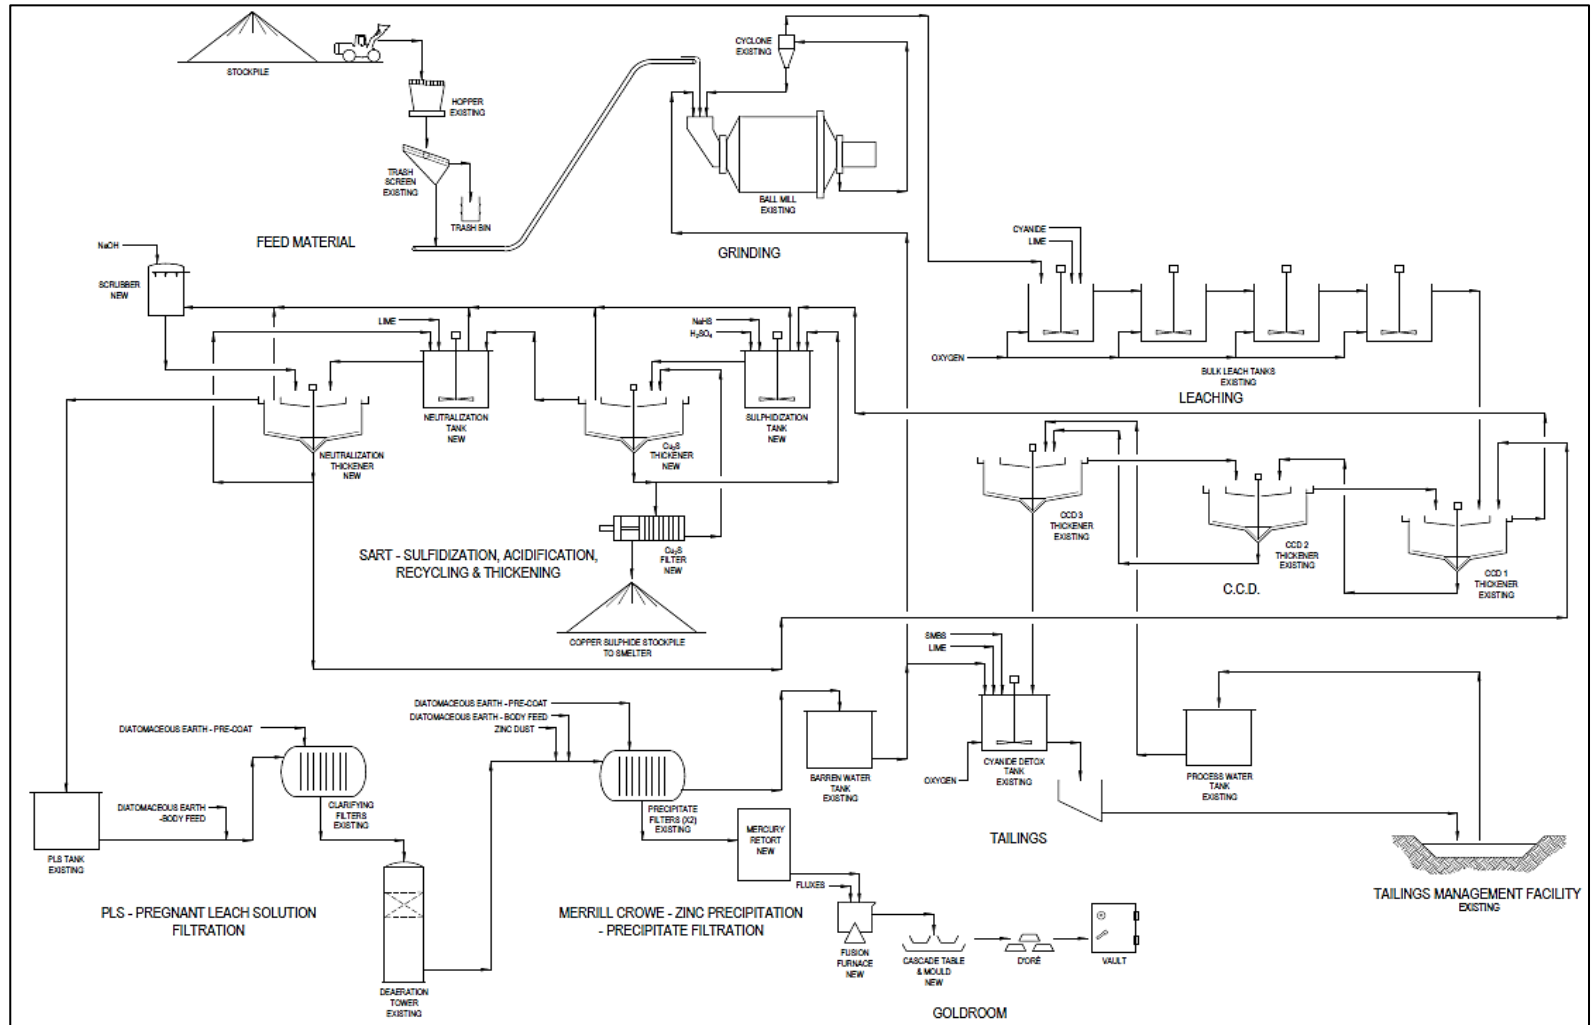 STOCKPILE
HOPPER
EXISTING
TRASH
SCREEN
EXISTING
TRASH BIN
FEED MATERIAL
CYCLONE
EXISTING
BALL MILL
EXISTING
GRINDING
CYANIDE
LIME
OXYGEN
BULK LEACH TANKS
EXISTING
LEACHING
NaOH
SCRUBBER
NEW
LIME
NEUTRALIZATION
TANK
NEW
NaHS
H₂SO₄
SULPHIDIZATION
TANK
NEW
NEUTRALIZATION
THICKENER
NEW
Cu₂S
THICKENER
NEW
Cu₂S
FILTER
NEW
SART - SULFIDIZATION, ACIDIFICATION,
RECYCLING & THICKENING
COPPER SULPHIDE STOCKPILE
TO SMELTER
CCD 3
THICKENER
EXISTING
CCD 2
THICKENER
EXISTING
CCD 1
THICKENER
EXISTING
C.C.D.
SMBS
LIME
OXYGEN
CYANIDE DETOX
TANK
EXISTING
PROCESS WATER
TANK
EXISTING
TAILINGS
TAILINGS MANAGEMENT FACILITY
EXISTING
DIATOMACEOUS EARTH - PRE-COAT
DIATOMACEOUS EARTH
-BODY FEED
CLARIFYING
FILTERS
EXISTING
PLS TANK
EXISTING
PLS - PREGNANT LEACH SOLUTION
FILTRATION
DEAERATION
TOWER
EXISTING
DIATOMACEOUS EARTH - PRE-COAT
DIATOMACEOUS EARTH - BODY FEED
ZINC DUST
PRECIPITATE
FILTERS (X2)
EXISTING
BARREN WATER
TANK
EXISTING
MERCURY
RETORT
NEW
MERRILL CROWE - ZINC PRECIPITATION
- PRECIPITATE FILTRATION
FLUXES
FUSION
FURNACE
NEW
CASCADE TABLE
& MOULD
NEW
D'ORÉ
VAULT
GOLDROOM